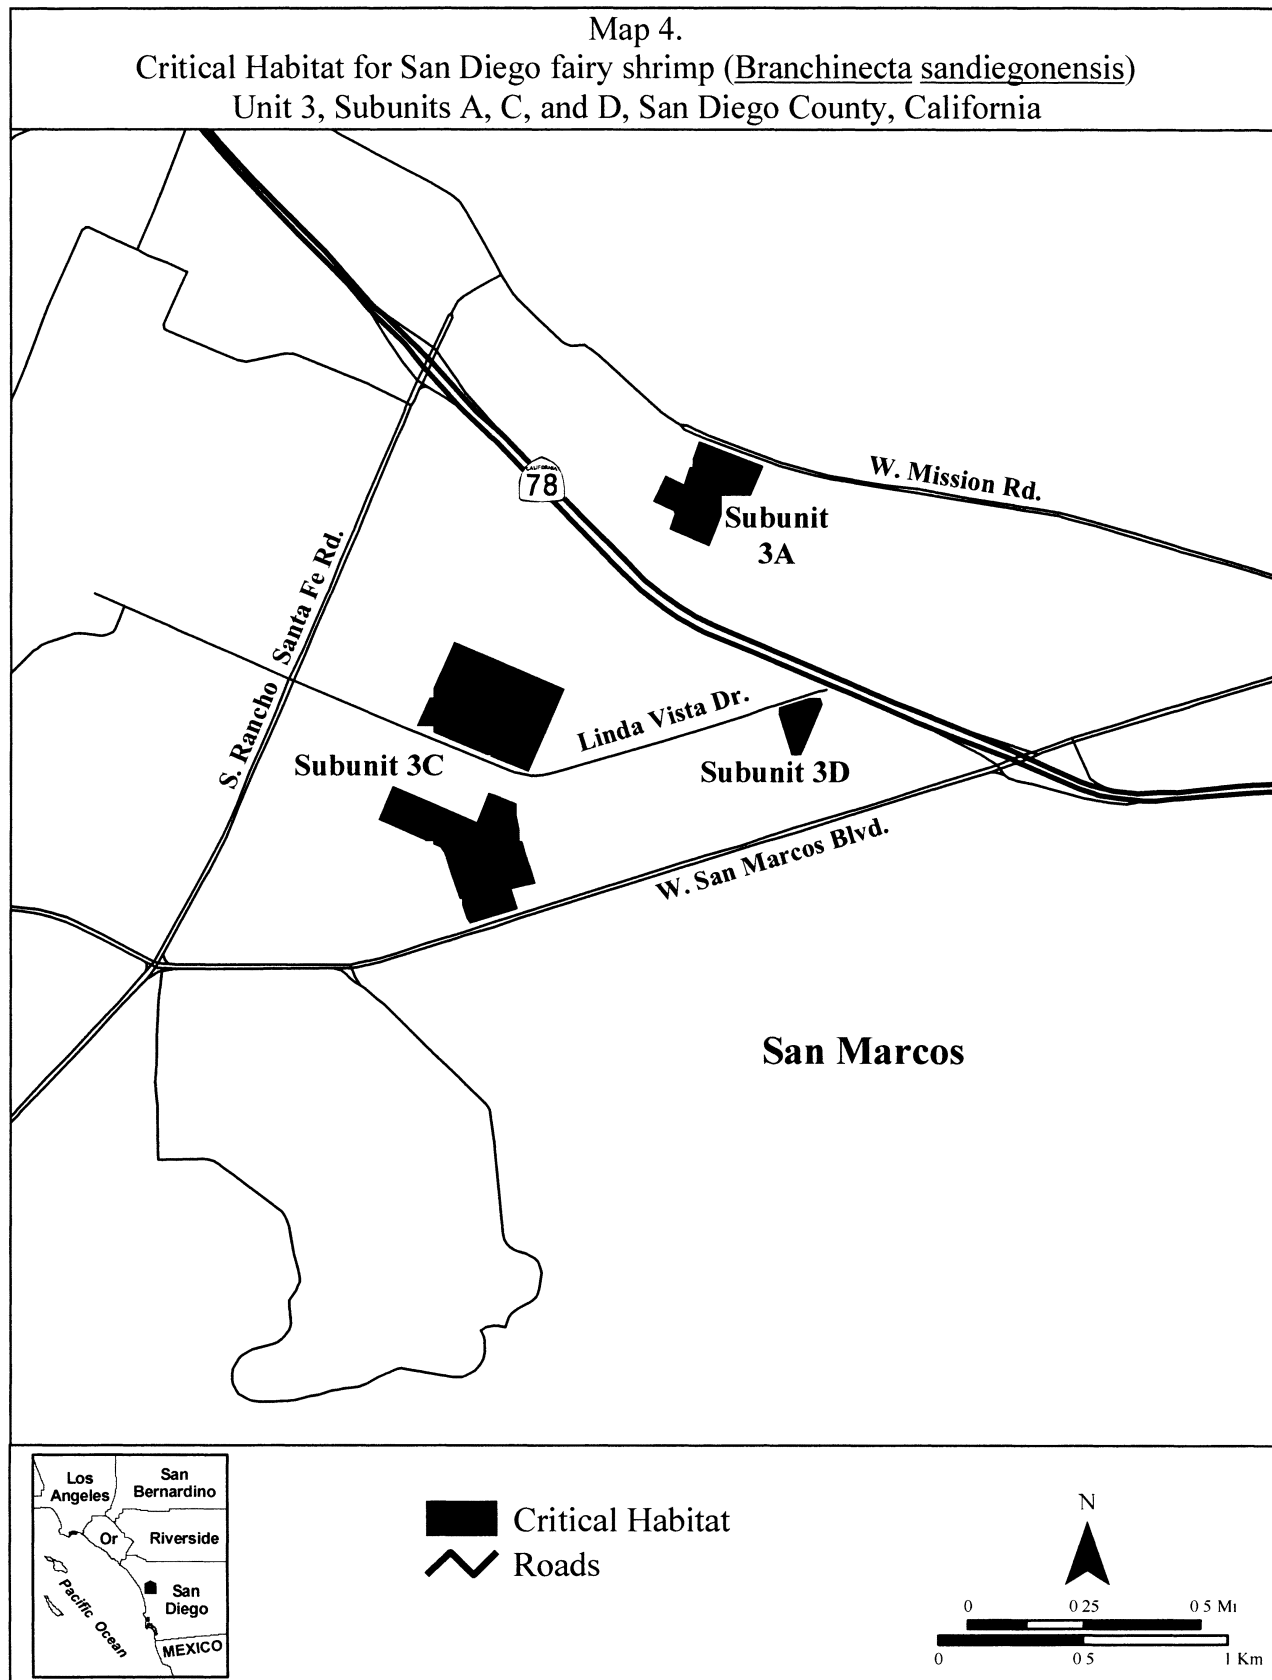 Map 4.
Critical Habitat for San Diego fairy shrimp (Branchinecta sandiegonensis)
Unit 3, Subunits A, C, and D, San Diego County, California
CALIFORNIA
78
W. Mission Rd.
Subunit
3A
S. Rancho Santa Fe Rd.
Linda Vista Dr.
Subunit 3C
Subunit 3D
W. San Marcos Blvd.
San Marcos
Los
Angeles
San
Bernardino
Or
Riverside
San
Diego
Pacific Ocean
MEXICO
Critical Habitat
Roads
N
0 0 25 0 5 Mi
0 0 5 1 Km